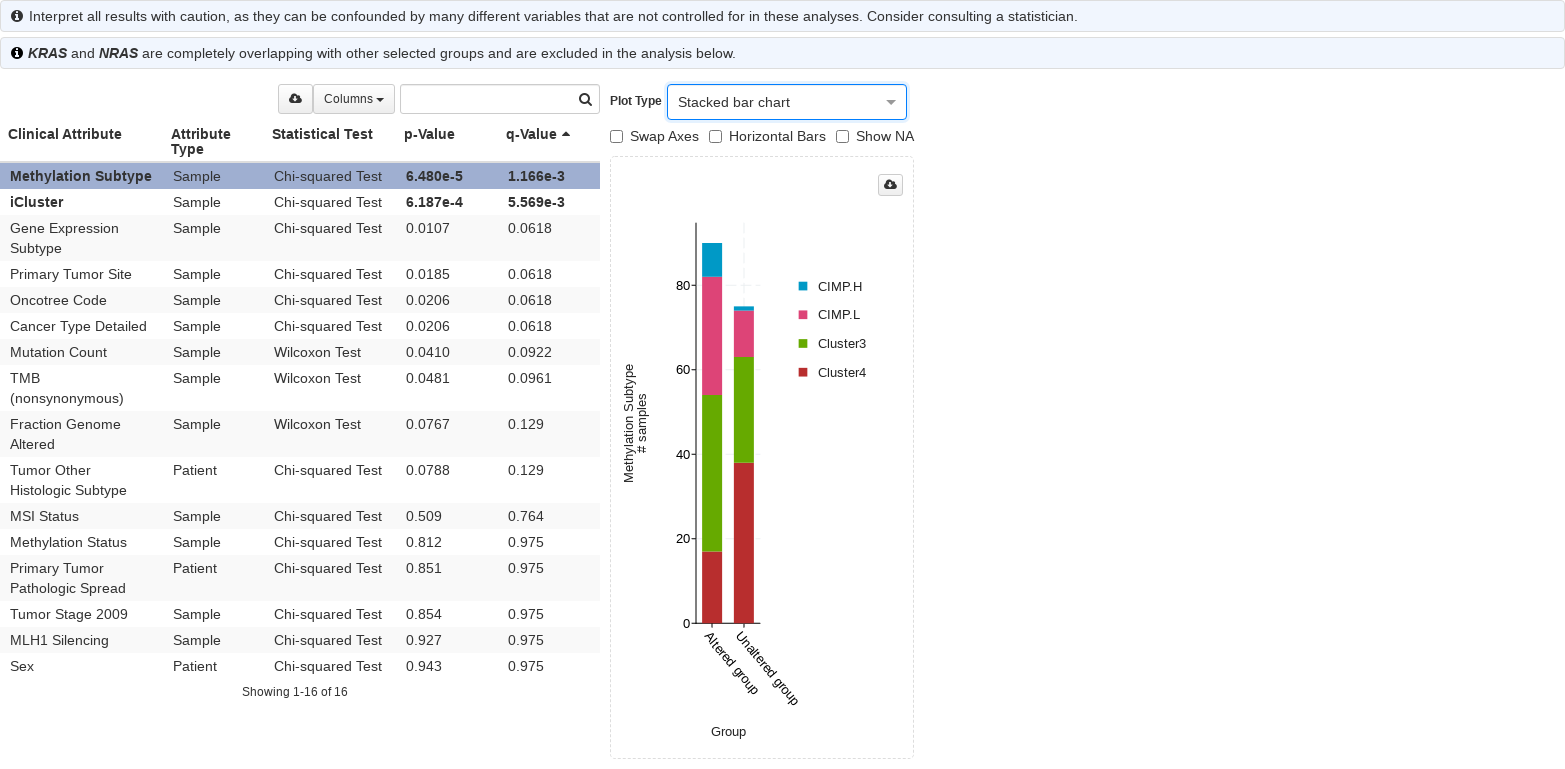 Interpret all results with caution, as they can be confounded by many different variables that are not controlled for in these analyses. Consider consulting a statistician.
KRAS and NRAS are completely overlapping with other selected groups and are excluded in the analysis below.
Columns
Clinical Attribute Attribute Type Statistical Test p-Value q-Value
Methylation Subtype Sample Chi-squared Test 6.480e-5 1.166e-3
iCluster Sample Chi-squared Test 6.187e-4 5.569e-3
Gene Expression Subtype Sample Chi-squared Test 0.0107 0.0618
Primary Tumor Site Sample Chi-squared Test 0.0185 0.0618
Oncotree Code Sample Chi-squared Test 0.0206 0.0618
Cancer Type Detailed Sample Chi-squared Test 0.0206 0.0618
Mutation Count Sample Wilcoxon Test 0.0410 0.0922
TMB (nonsynonymous) Sample Wilcoxon Test 0.0481 0.0961
Fraction Genome Altered Sample Wilcoxon Test 0.0767 0.129
Tumor Other Histologic Subtype Patient Chi-squared Test 0.0788 0.129
MSI Status Sample Chi-squared Test 0.509 0.764
Methylation Status Sample Chi-squared Test 0.812 0.975
Primary Tumor Pathologic Spread Patient Chi-squared Test 0.851 0.975
Tumor Stage 2009 Sample Chi-squared Test 0.854 0.975
MLH1 Silencing Sample Chi-squared Test 0.927 0.975
Sex Patient Chi-squared Test 0.943 0.975
Showing 1-16 of 16
Plot Type Stacked bar chart
Swap Axes Horizontal Bars Show NA
Methylation Subtype
# samples
80
60
40
20
0
CIMP.H
CIMP.L
Cluster3
Cluster4
Altered group
Unaltered group
Group